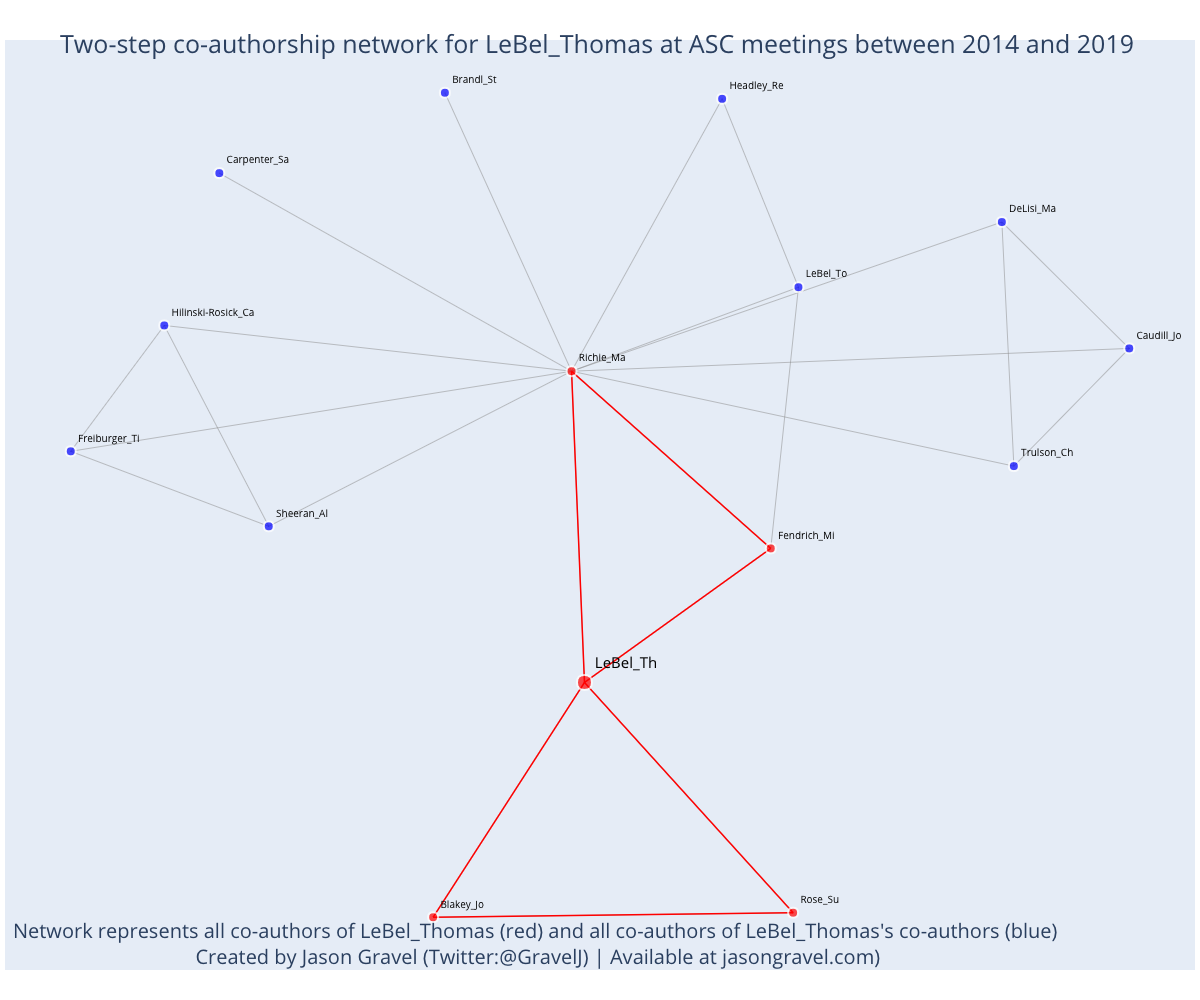 Two-step co-authorship network for LeBel_Thomas at ASC meetings between 2014 and 2019
Brandl_St
Headley_Re
Carpenter_Sa
DeLisi_Ma
LeBel_To
Hilinski-Rosick_Ca
Caudill_Jo
Richie_Ma
Freiburger_Ti
Trulson_Ch
Sheeran_Al
Fendrich_Mi
LeBel_Th
Rose_Su
Blakey_Jo
Network represents all co-authors of LeBel_Thomas (red) and all co-authors of LeBel_Thomas's co-authors (blue)
Created by Jason Gravel (Twitter:@GravelJ) | Available at jasongravel.com)